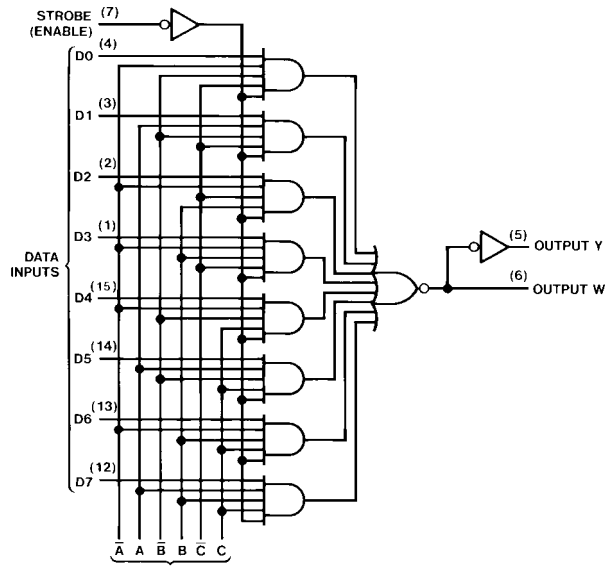 STROBE (7)
(ENABLE)
D0 (4)
D1 (3)
D2 (2)
D3 (1)
DATA
INPUTS
D4 (15)
D5 (14)
D6 (13)
D7 (12)
(5) OUTPUT Y
(6) OUTPUT W
A̅ A B̅ B C̅ C